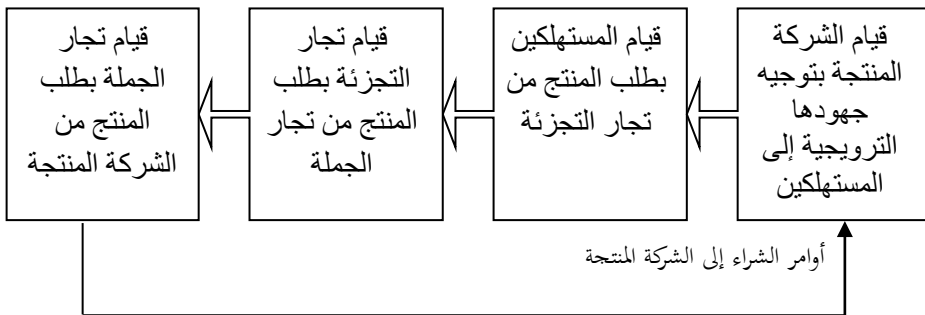 قيام الشركة
المنتجة بتوجيه
جهودها
الترويجية إلى
المستهلكين
قيام المستهلكين
بطلب المنتج من
تجار التجزئة
قيام تجار
التجزئة بطلب
المنتج من تجار
الجملة
قيام تجار
الجملة بطلب
المنتج من
الشركة المنتجة
أوامر الشراء إلى الشركة المنتجة